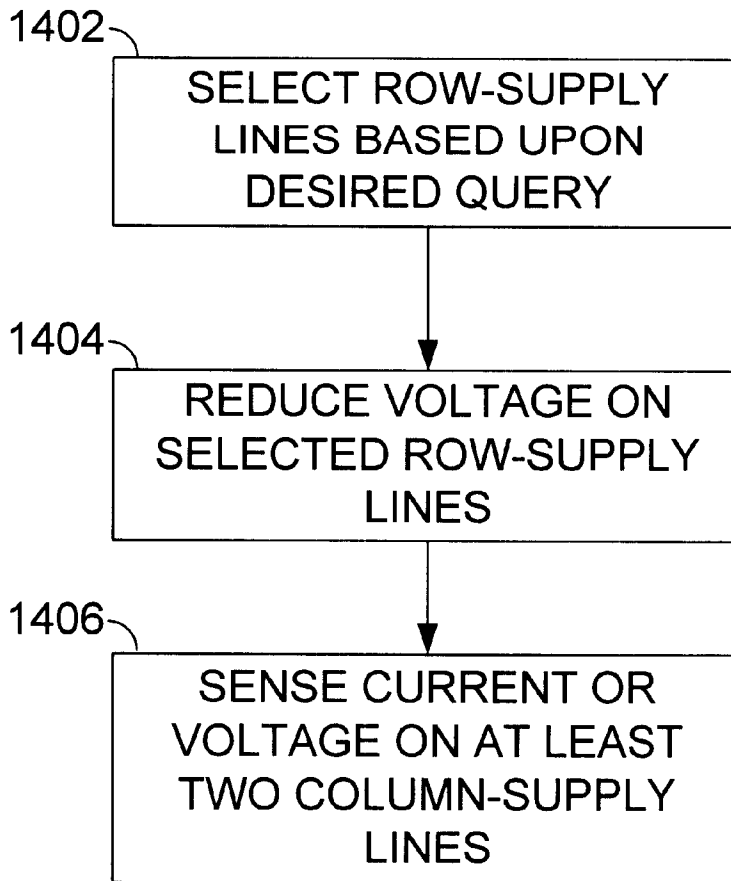 1402
SELECT ROW-SUPPLY
LINES BASED UPON
DESIRED QUERY
1404
REDUCE VOLTAGE ON
SELECTED ROW-SUPPLY
LINES
1406
SENSE CURRENT OR
VOLTAGE ON AT LEAST
TWO COLUMN-SUPPLY
LINES